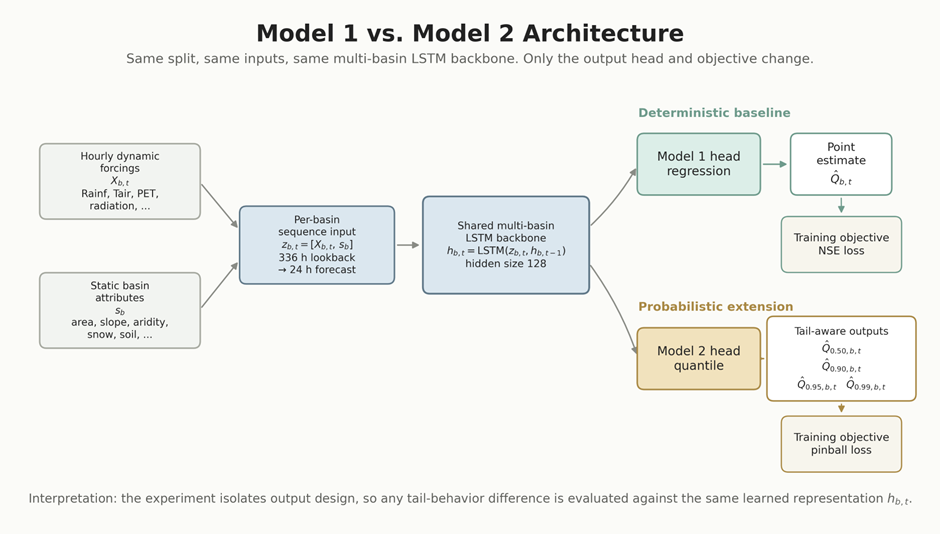 Model 1 vs. Model 2 Architecture
Same split, same inputs, same multi-basin LSTM backbone. Only the output head and objective change.
Hourly dynamic
forcings
X_{b,t}
Rainf, Tair, PET,
radiation, ...
Static basin
attributes
s_b
area, slope, aridity,
snow, soil, ...
Per-basin
sequence input
z_{b,t} = [X_{b,t}, s_b]
336 h lookback
→ 24 h forecast
Shared multi-basin
LSTM backbone
h_{b,t} = LSTM(z_{b,t}, h_{b,t−1})
hidden size 128
Deterministic baseline
Model 1 head
regression
Point
estimate
Q̂_{b,t}
Training objective
NSE loss
Probabilistic extension
Model 2 head
quantile
Tail-aware outputs
Q̂_{0.50,b,t}
Q̂_{0.90,b,t}
Q̂_{0.95,b,t} Q̂_{0.99,b,t}
Training objective
pinball loss
Interpretation: the experiment isolates output design, so any tail-behavior difference is evaluated against the same learned representation h_{b,t}.